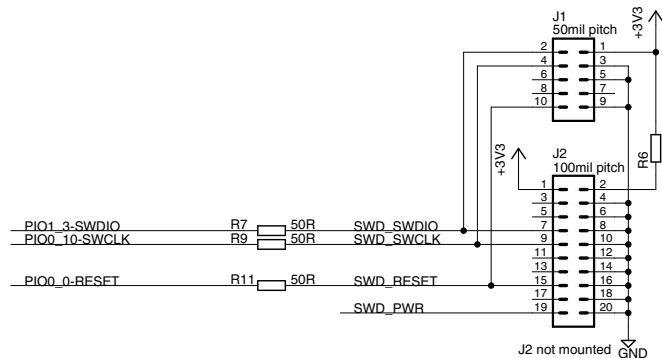 J1
50mil pitch
+3V3
2 1
4 3
6 5
8 7
10 9
R6
+3V3
J2
100mil pitch
1 2
3 4
5 6
PIO1_3-SWDIO R7 50R SWD_SWDIO 7 8
PIO0_10-SWCLK R9 50R SWD_SWCLK 9 10
11 12
13 14
PIO0_0-RESET R11 50R SWD_RESET 15 16
17 18
SWD_PWR 19 20
J2 not mounted GND